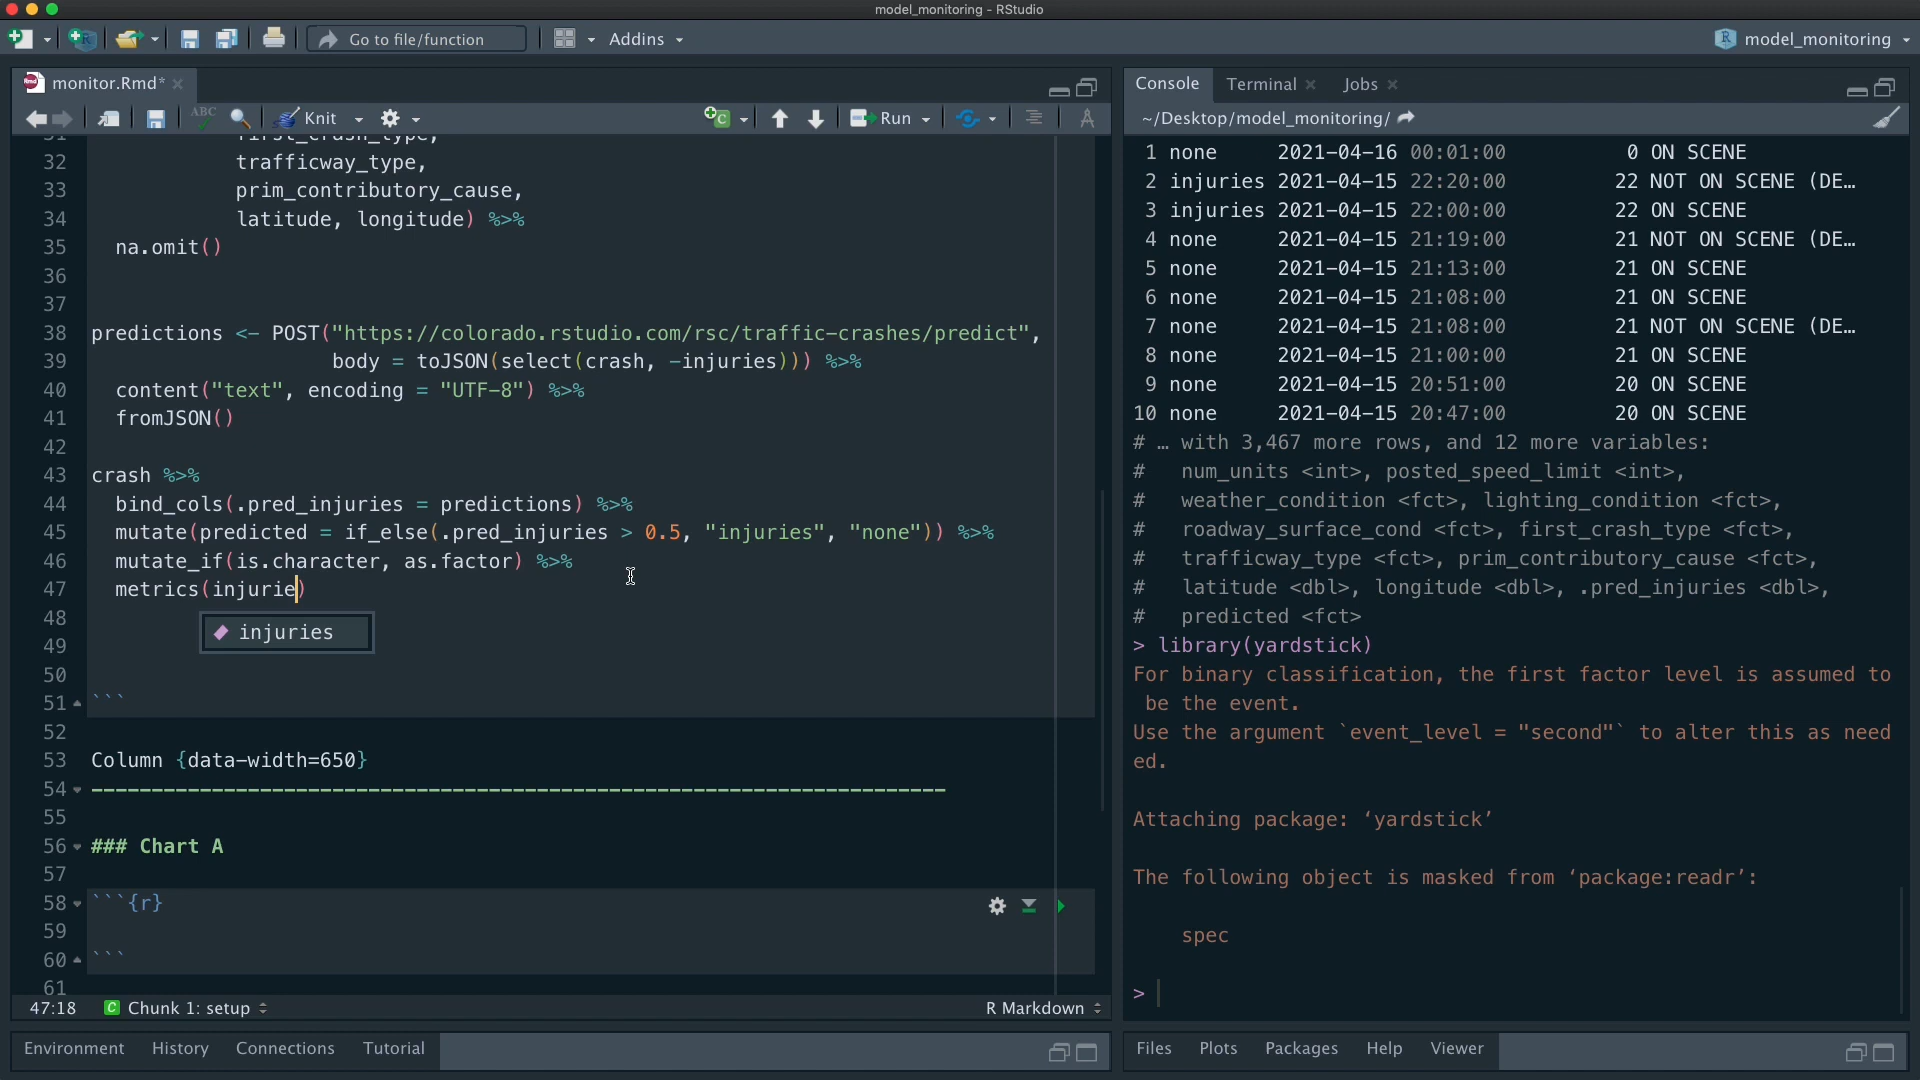 model_monitoring - RStudio
Go to file/function
Addins
model_monitoring
monitor.Rmd*
Console
Terminal
Jobs
ABC
Knit
Run
~/Desktop/model_monitoring/
31 first_crash_type,
32 trafficway_type,
33 prim_contributory_cause,
34 latitude, longitude) %>%
35 na.omit()
36
37
38 predictions <- POST("https://colorado.rstudio.com/rsc/traffic-crashes/predict",
39 body = toJSON(select(crash, -injuries))) %>%
40 content("text", encoding = "UTF-8") %>%
41 fromJSON()
42
43 crash %>%
44 bind_cols(.pred_injuries = predictions) %>%
45 mutate(predicted = if_else(.pred_injuries > 0.5, "injuries", "none")) %>%
46 mutate_if(is.character, as.factor) %>%
47 metrics(injurie)
48
injuries
49
50
51 ```
52
53 Column {data-width=650}
54 -----------------------------------------------------------------------
55
56 ### Chart A
57
58 ```{r}
59
60 ```
61
47:18
Chunk 1: setup
R Markdown
Environment
History
Connections
Tutorial
1 none 2021-04-16 00:01:00 0 ON SCENE
2 injuries 2021-04-15 22:20:00 22 NOT ON SCENE (DE…
3 injuries 2021-04-15 22:00:00 22 ON SCENE
4 none 2021-04-15 21:19:00 21 NOT ON SCENE (DE…
5 none 2021-04-15 21:13:00 21 ON SCENE
6 none 2021-04-15 21:08:00 21 ON SCENE
7 none 2021-04-15 21:08:00 21 NOT ON SCENE (DE…
8 none 2021-04-15 21:00:00 21 ON SCENE
9 none 2021-04-15 20:51:00 20 ON SCENE
10 none 2021-04-15 20:47:00 20 ON SCENE
# … with 3,467 more rows, and 12 more variables:
# num_units <int>, posted_speed_limit <int>,
# weather_condition <fct>, lighting_condition <fct>,
# roadway_surface_cond <fct>, first_crash_type <fct>,
# trafficway_type <fct>, prim_contributory_cause <fct>,
# latitude <dbl>, longitude <dbl>, .pred_injuries <dbl>,
# predicted <fct>
> library(yardstick)
For binary classification, the first factor level is assumed to
be the event.
Use the argument `event_level = "second"` to alter this as need
ed.
Attaching package: ‘yardstick’
The following object is masked from ‘package:readr’:
spec
>
Files
Plots
Packages
Help
Viewer